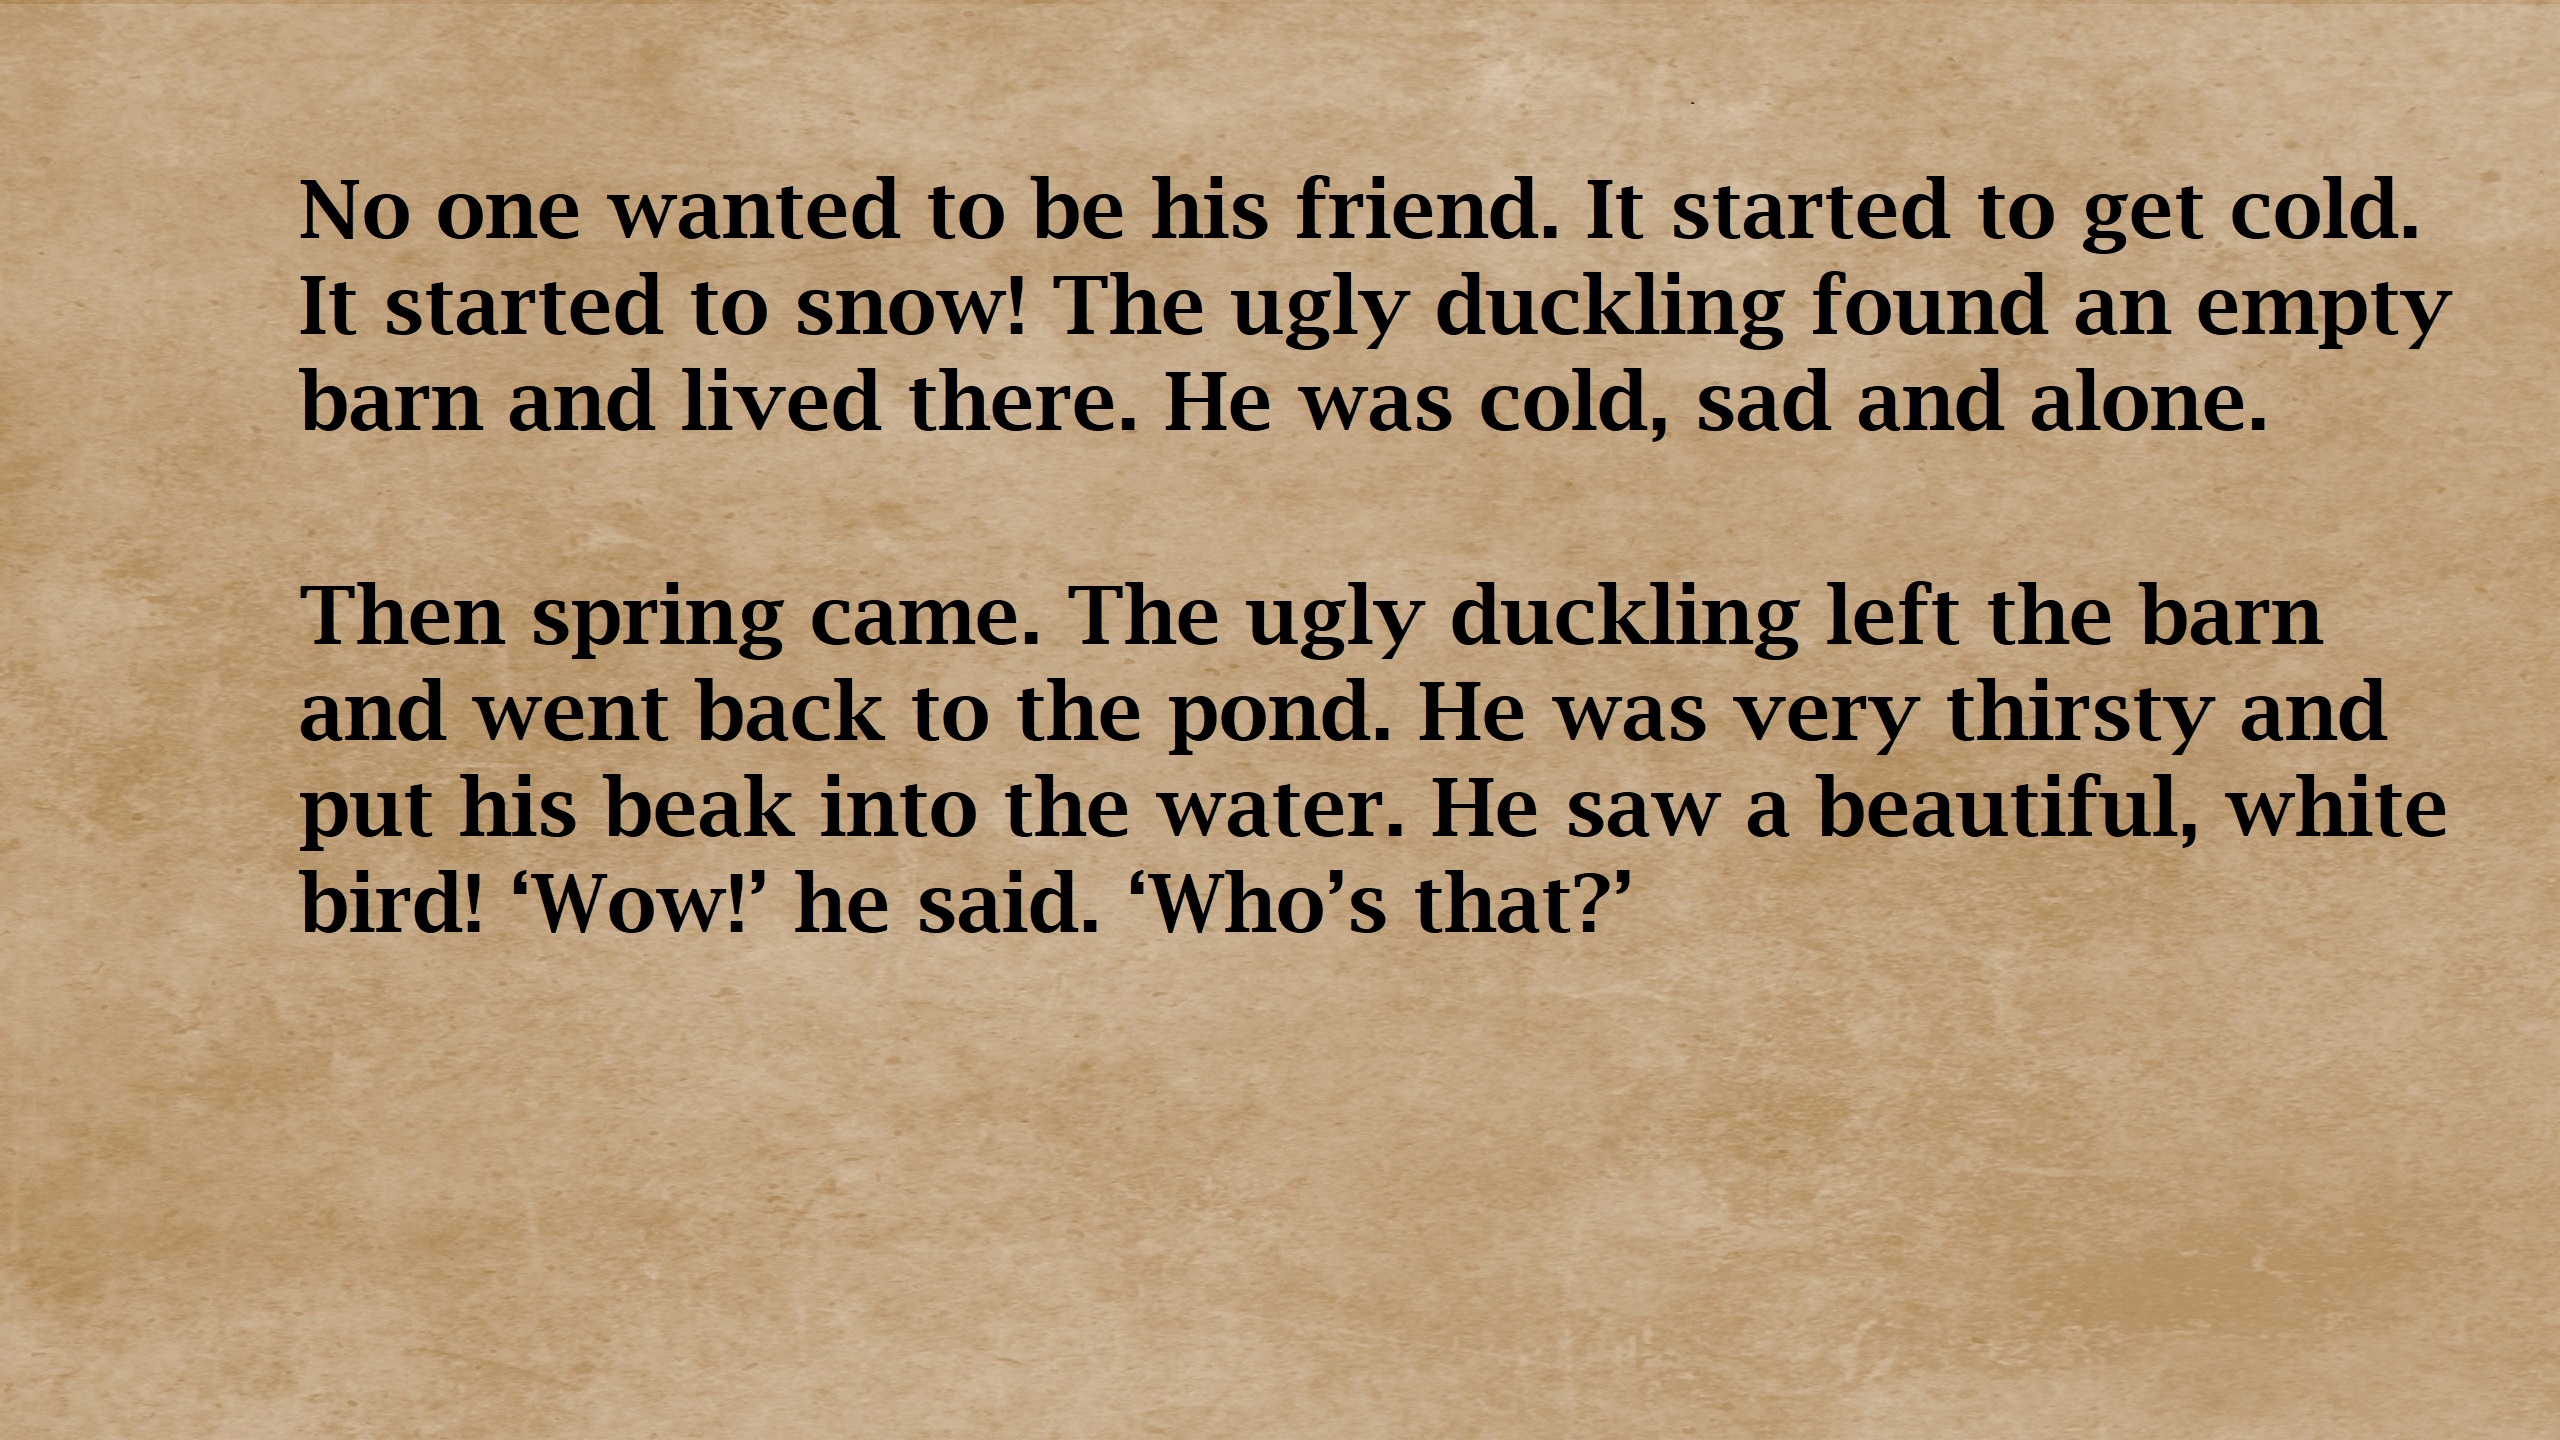 No one wanted to be his friend. It started to get cold.
It started to snow! The ugly duckling found an empty
barn and lived there. He was cold, sad and alone.
Then spring came. The ugly duckling left the barn
and went back to the pond. He was very thirsty and
put his beak into the water. He saw a beautiful, white
bird! ‘Wow!’ he said. ‘Who’s that?’